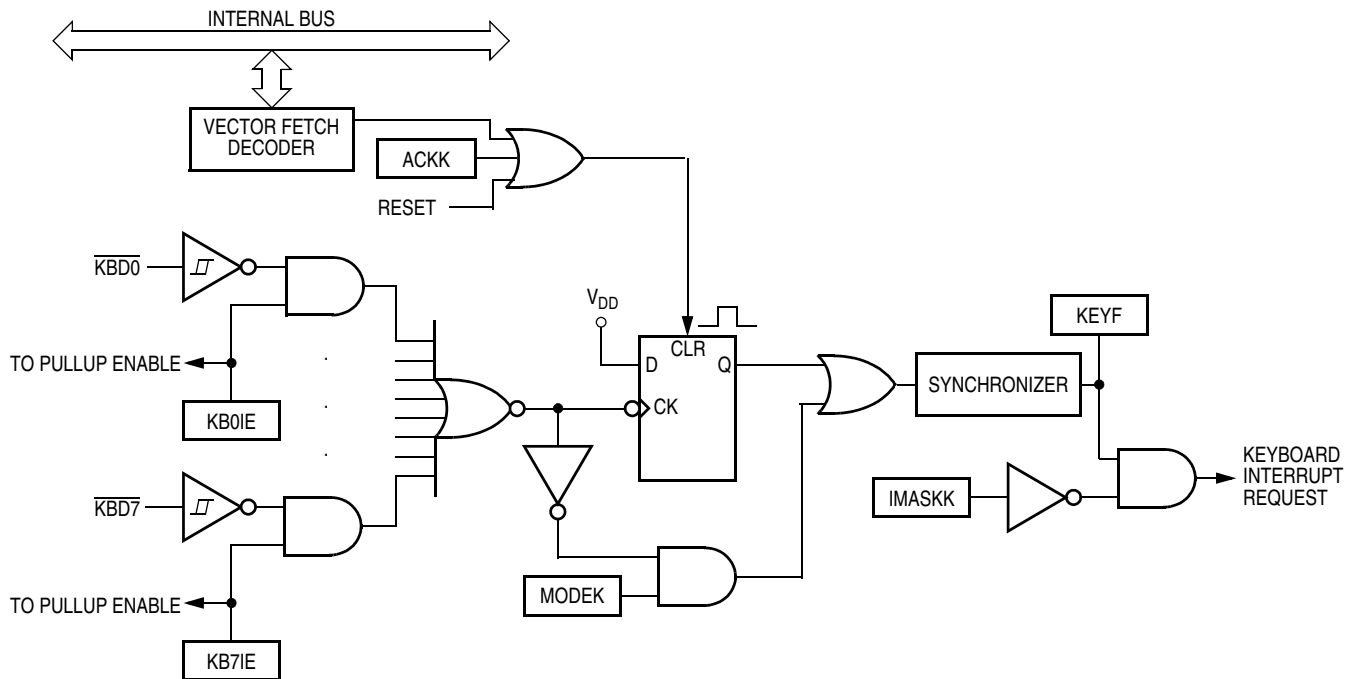 INTERNAL BUS
VECTOR FETCH
DECODER
ACKK
RESET
KBD0
VDD
KEYF
TO PULLUP ENABLE
CLR
D
Q
SYNCHRONIZER
CK
KB0IE
KEYBOARD
INTERRUPT
REQUEST
KBD7
IMASKK
MODEK
TO PULLUP ENABLE
KB7IE